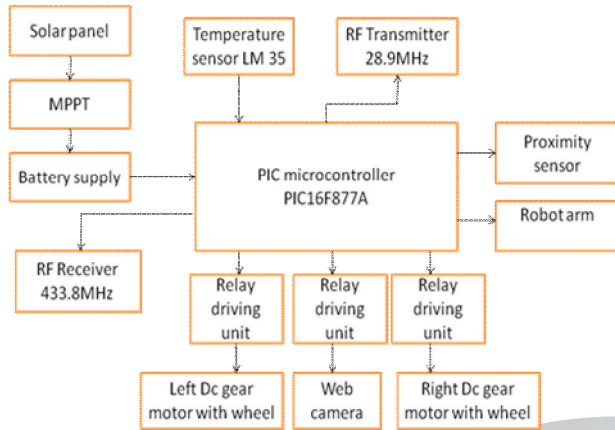 Solar panel
Temperature
sensor LM 35
RF Transmitter
28.9MHz
MPPT
PIC microcontroller
PIC16F877A
Proximity
sensor
Battery supply
Robot arm
RF Receiver
433.8MHz
Relay
driving
unit
Relay
driving
unit
Relay
driving
unit
Left Dc gear
motor with wheel
Web
camera
Right Dc gear
motor with wheel